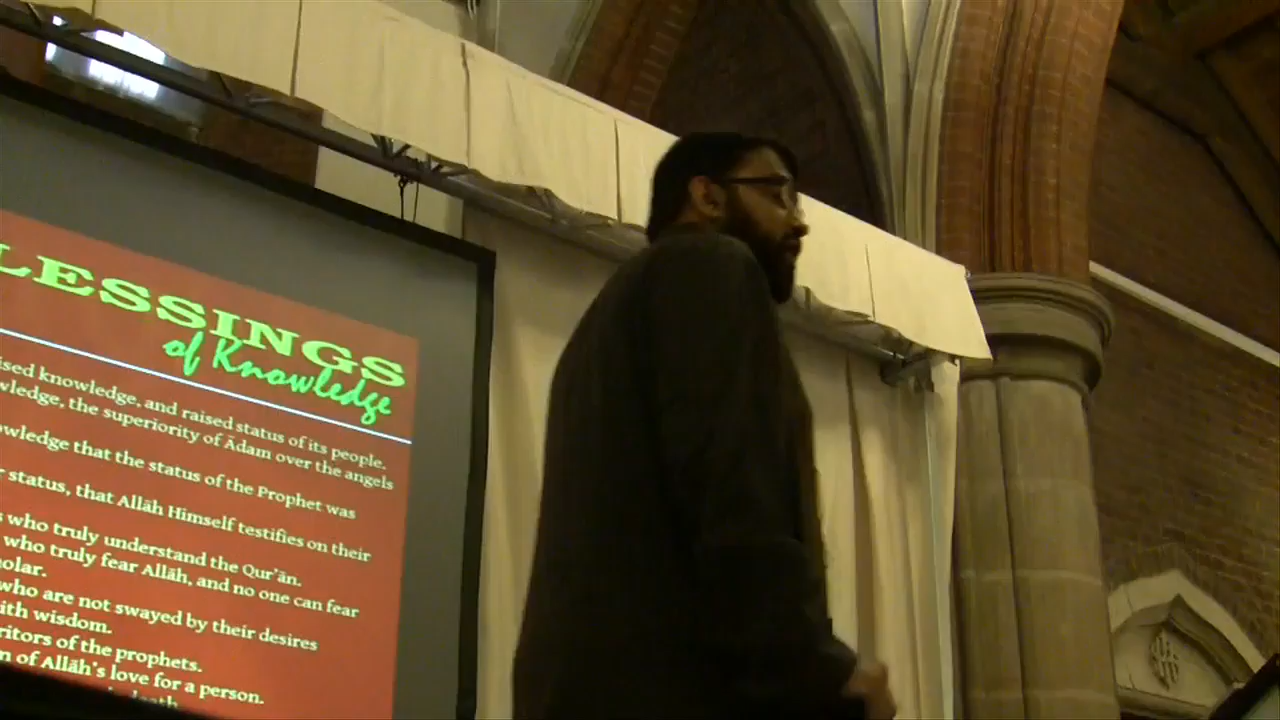 LESSINGS
of Knowledge
ised knowledge, and raised status of its people.
wledge, the superiority of Ādam over the angels
owledge that the status of the Prophet was
r status, that Allāh Himself testifies on their
s who truly understand the Qur'ān.
who truly fear Allāh, and no one can fear
olar.
who are not swayed by their desires
ith wisdom.
ritors of the prophets.
n of Allāh's love for a person.
death